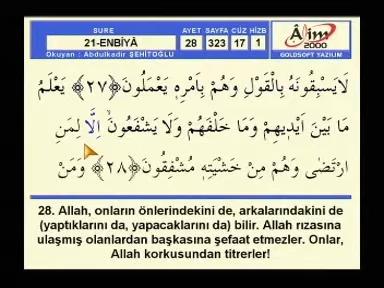 SURE
AYET SAYFA CÜZ HİZB
21-ENBİYÂ
28 323 17 1
Okuyan : Abdulkadir ŞEHİTOĞLU
Âlim
2000
GOLDSOFT YAZILIM
لَا يَسْبِقُونَهُ بِالْقَوْلِ وَهُمْ بِاَمْرِه۪ يَعْمَلُونَ ﴿٢٧﴾ يَعْلَمُ
مَا بَيْنَ اَيْد۪يهِمْ وَمَا خَلْفَهُمْ وَلَا يَشْفَعُونَۙ اِلَّا لِمَنِ
ارْتَضٰى وَهُمْ مِنْ خَشْيَتِه۪ مُشْفِقُونَ ﴿٢٨﴾ وَمَنْ
28. Allah, onların önlerindekini de, arkalarındakini de
(yaptıklarını da, yapacaklarını da) bilir. Allah rızasına
ulaşmış olanlardan başkasına şefaat etmezler. Onlar,
Allah korkusundan titrerler!